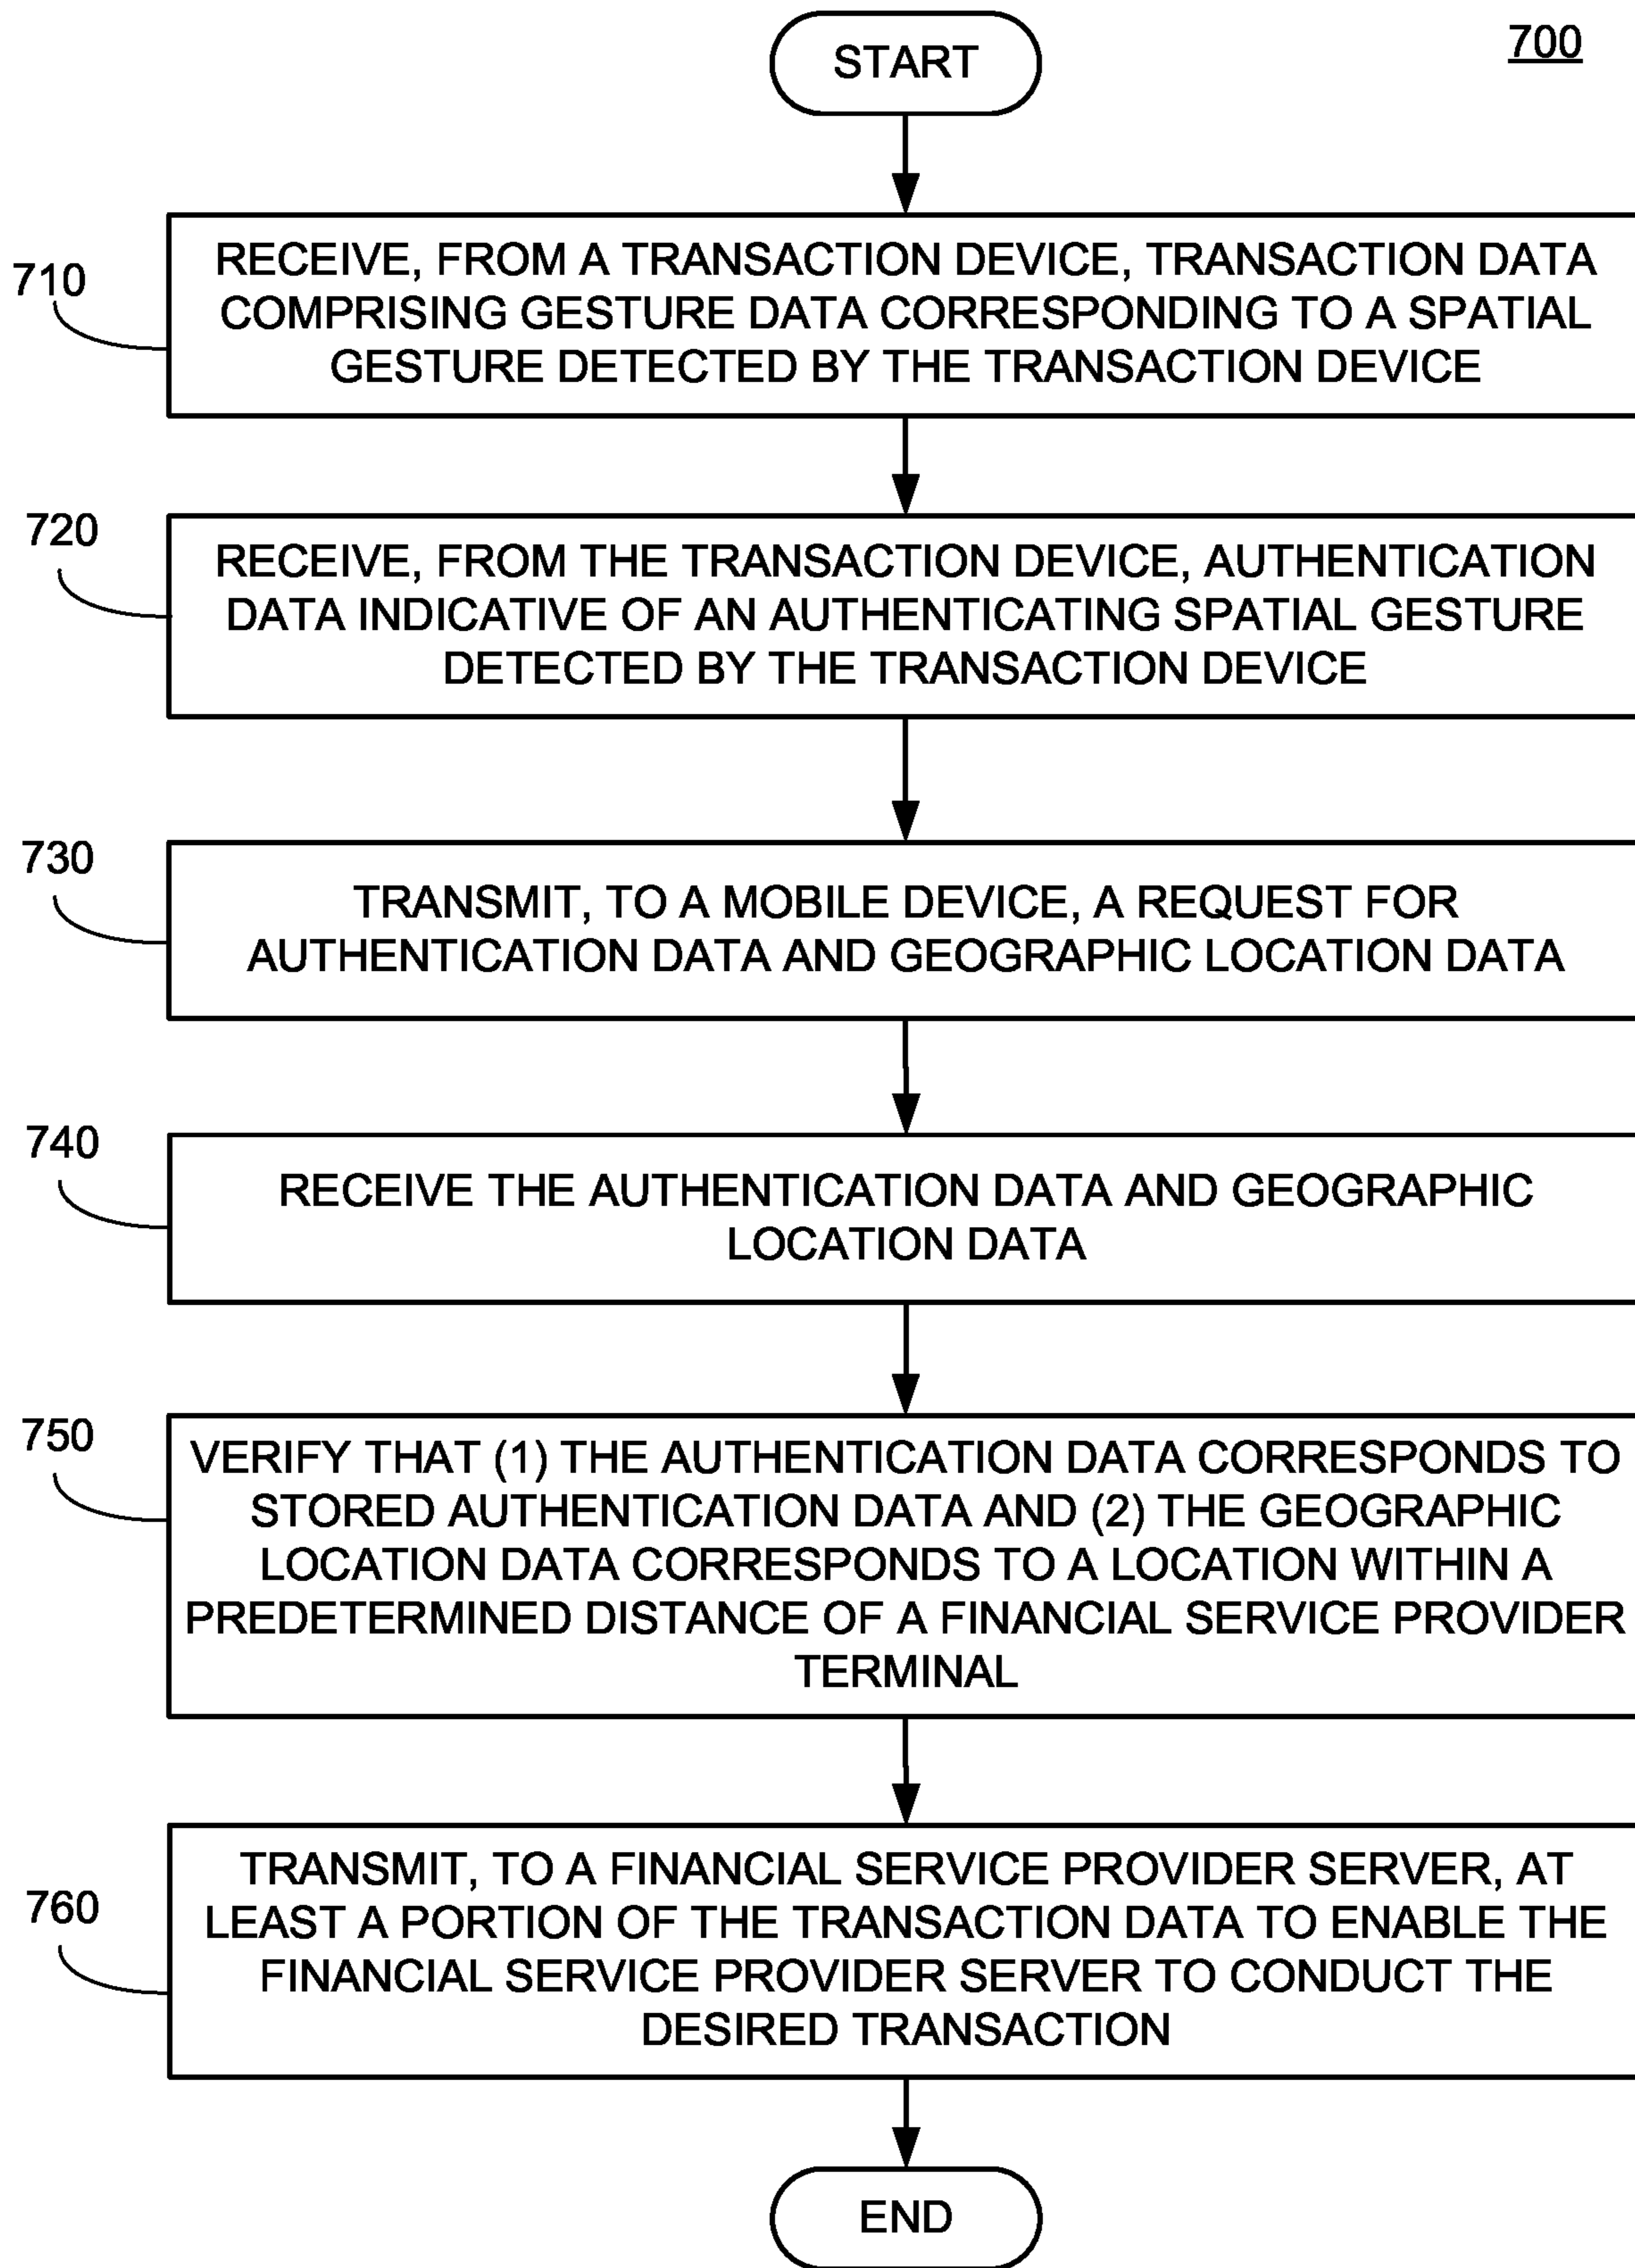 700
START
710
RECEIVE, FROM A TRANSACTION DEVICE, TRANSACTION DATA
COMPRISING GESTURE DATA CORRESPONDING TO A SPATIAL
GESTURE DETECTED BY THE TRANSACTION DEVICE
720
RECEIVE, FROM THE TRANSACTION DEVICE, AUTHENTICATION
DATA INDICATIVE OF AN AUTHENTICATING SPATIAL GESTURE
DETECTED BY THE TRANSACTION DEVICE
730
TRANSMIT, TO A MOBILE DEVICE, A REQUEST FOR
AUTHENTICATION DATA AND GEOGRAPHIC LOCATION DATA
740
RECEIVE THE AUTHENTICATION DATA AND GEOGRAPHIC
LOCATION DATA
750
VERIFY THAT (1) THE AUTHENTICATION DATA CORRESPONDS TO
STORED AUTHENTICATION DATA AND (2) THE GEOGRAPHIC
LOCATION DATA CORRESPONDS TO A LOCATION WITHIN A
PREDETERMINED DISTANCE OF A FINANCIAL SERVICE PROVIDER
TERMINAL
760
TRANSMIT, TO A FINANCIAL SERVICE PROVIDER SERVER, AT
LEAST A PORTION OF THE TRANSACTION DATA TO ENABLE THE
FINANCIAL SERVICE PROVIDER SERVER TO CONDUCT THE
DESIRED TRANSACTION
END